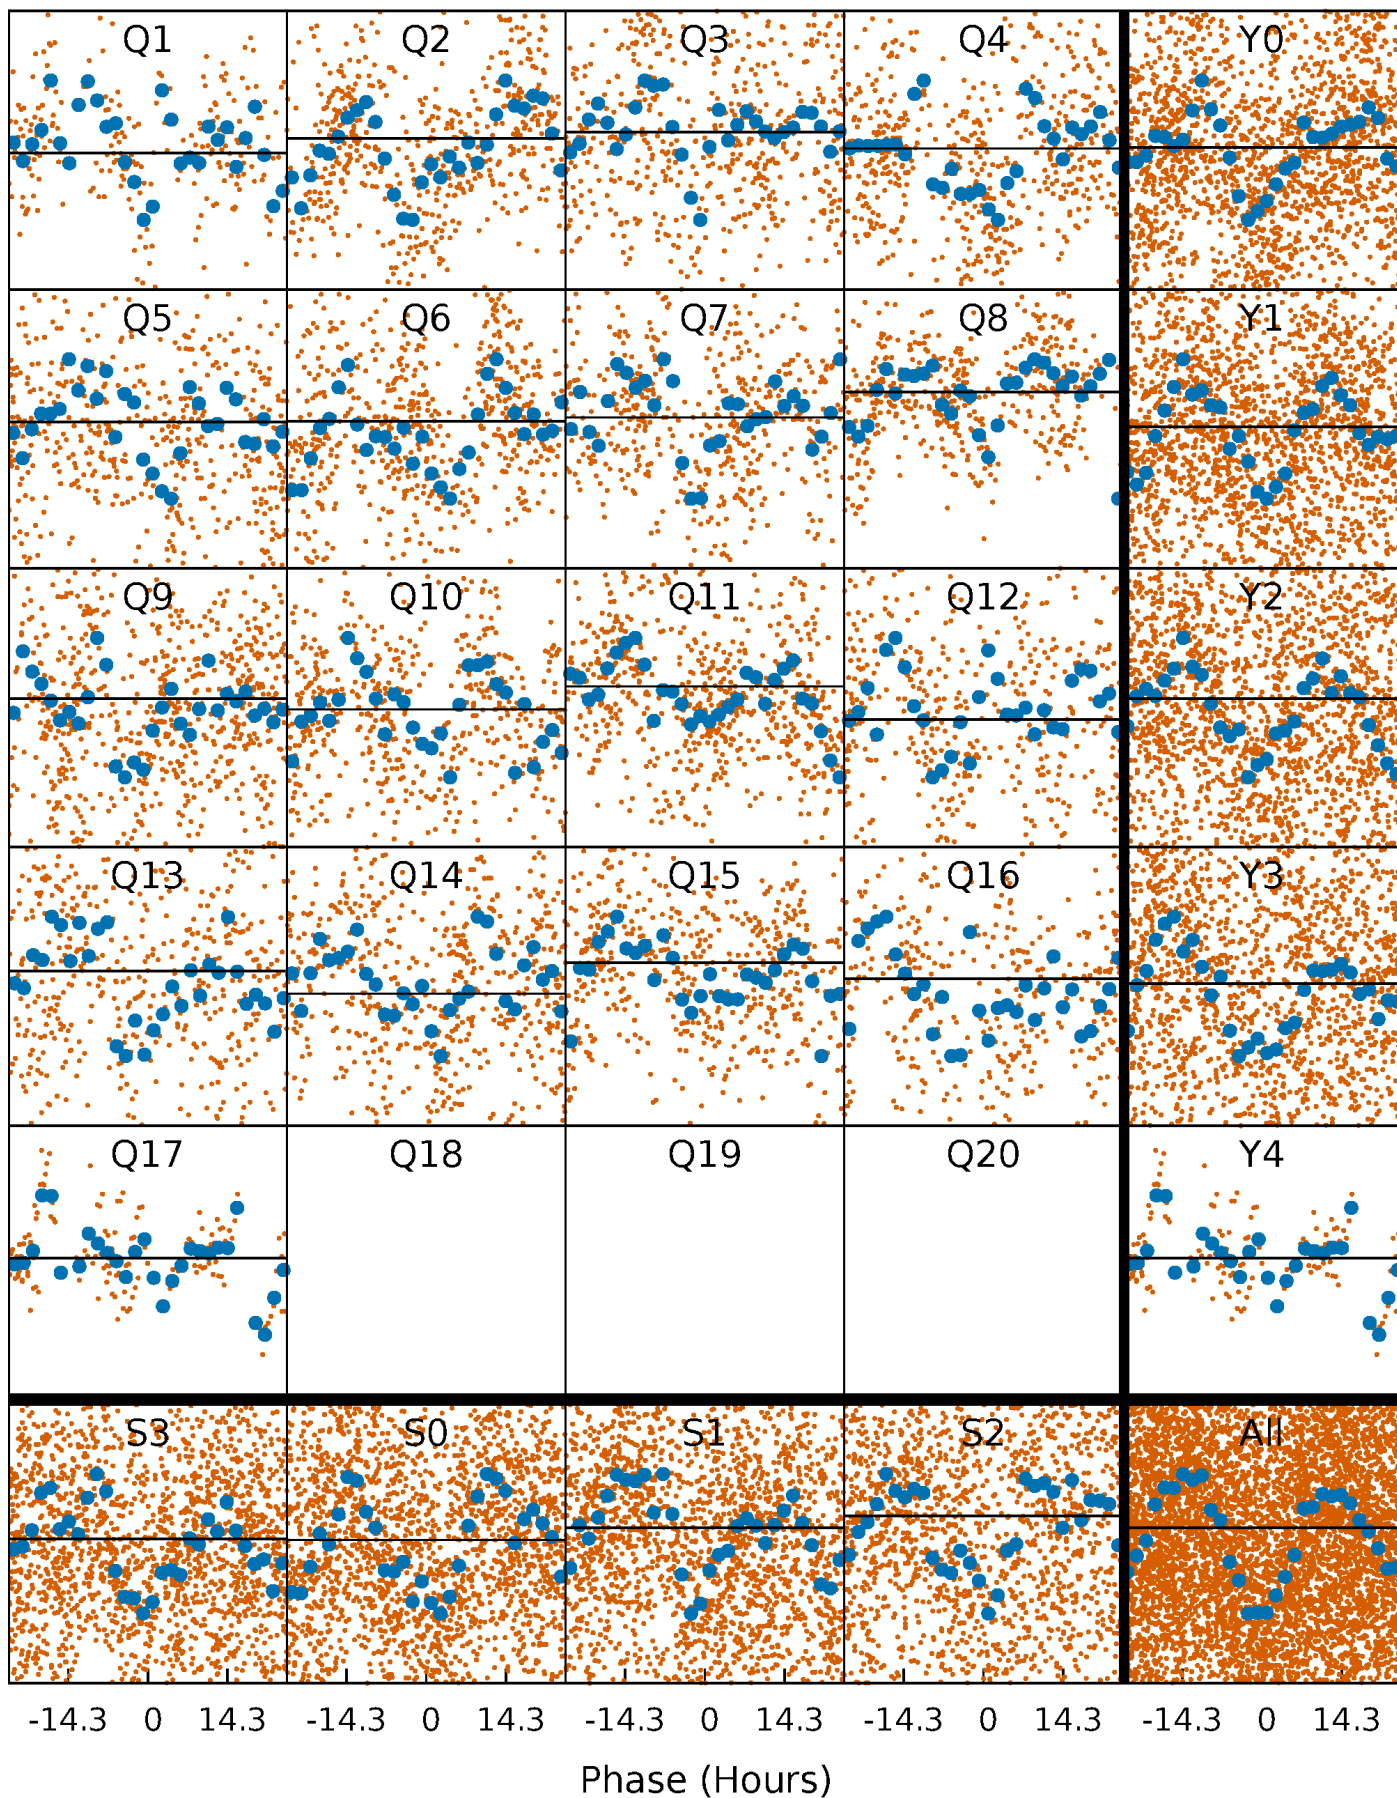 Q1 Q2 Q3 Q4 Y0
Q5 Q6 Q7 Q8 Y1
Q9 Q10 Q11 Q12 Y2
Q13 Q14 Q15 Q16 Y3
Q17 Q18 Q19 Q20 Y4
S3 S0 S1 S2 All
-14.3 0 14.3 -14.3 0 14.3 -14.3 0 14.3 -14.3 0 14.3 -14.3 0 14.3
Phase (Hours)